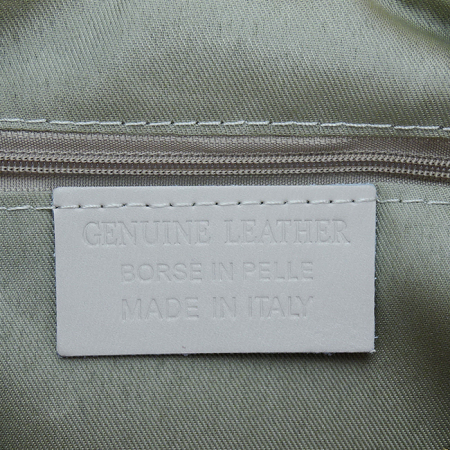 GENUINE LEATHER
BORSE IN PELLE
MADE IN ITALY